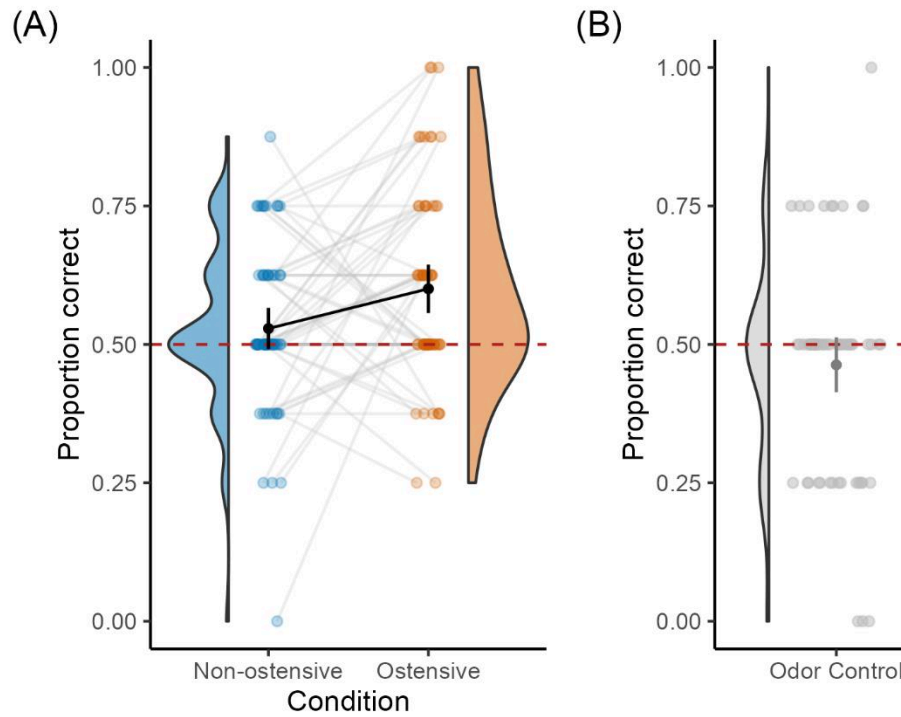 (A)
Proportion correct
1.00
0.75
0.50
0.25
0.00
Non-ostensive
Ostensive
Condition
(B)
Proportion correct
1.00
0.75
0.50
0.25
0.00
Odor Control